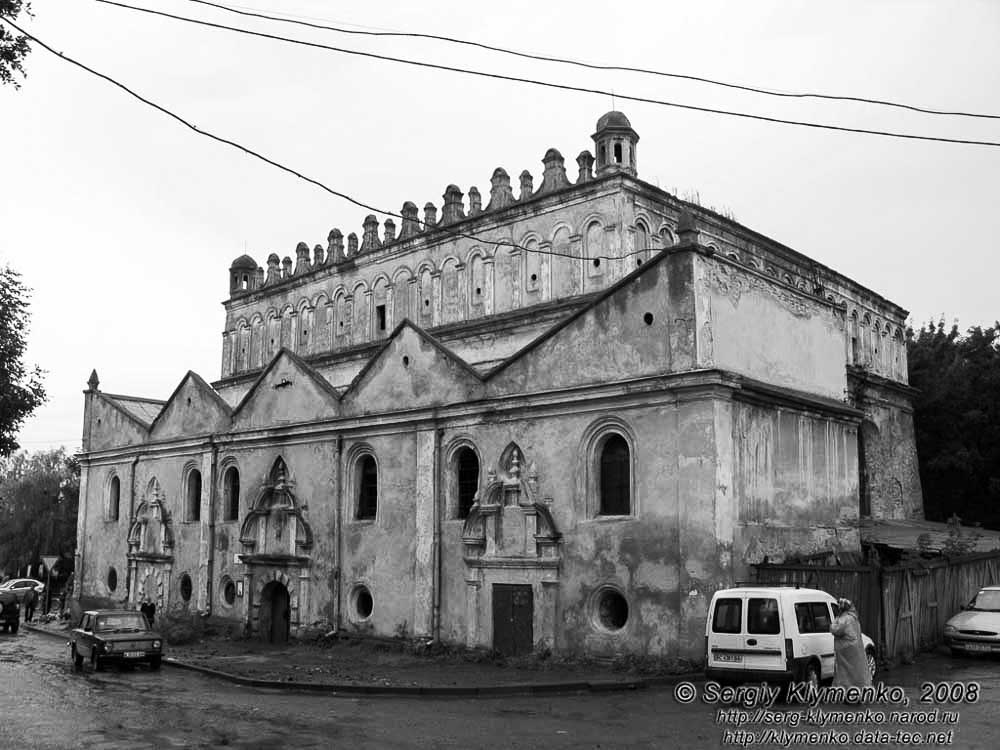 © Sergiy Klymenko, 2008
http://serg-klymenko.narod.ru
http://klymenko.data-tec.net